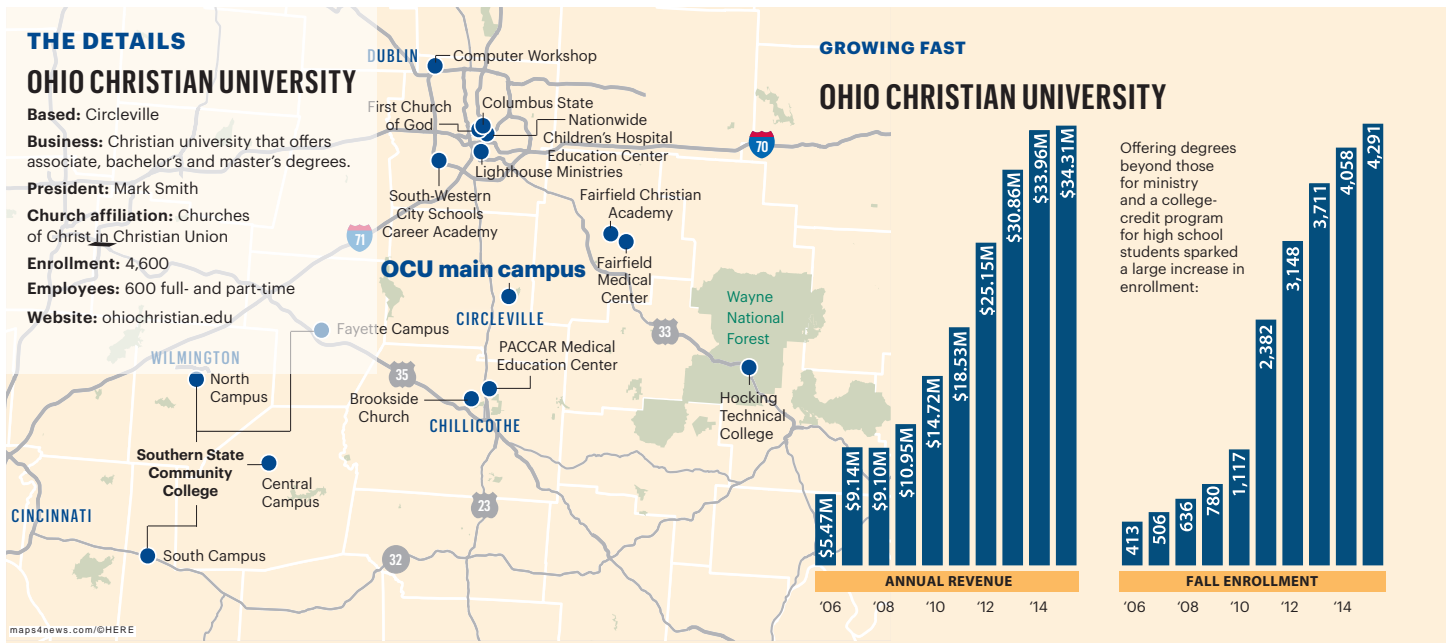 THE DETAILS
OHIO CHRISTIAN UNIVERSITY
Based: Circleville
Business: Christian university that offers
associate, bachelor's and master's degrees.
President: Mark Smith
Church affiliation: Churches
of Christ in Christian Union
Enrollment: 4,600
Employees: 600 full- and part-time
Website: ohiochristian.edu
DUBLIN
Computer Workshop
First Church
of God
Columbus State
Nationwide
Children's Hospital
Education Center
Lighthouse Ministries
South-Western
City Schools
Career Academy
Fairfield Christian
Academy
Fairfield
Medical
Center
70
71
OCU main campus
CIRCLEVILLE
Wayne
National
Forest
33
Fayette Campus
WILMINGTON
North
Campus
35
PACCAR Medical
Education Center
Brookside
Church
CHILLICOTHE
Hocking
Technical
College
Southern State
Community
College
Central
Campus
23
CINCINNATI
South Campus
32
maps4news.com/©HERE
GROWING FAST
OHIO CHRISTIAN UNIVERSITY
$5.47M
$9.14M
$9.10M
$10.95M
$14.72M
$18.53M
$25.15M
$30.86M
$33.96M
$34.31M
ANNUAL REVENUE
'06 '08 '10 '12 '14
Offering degrees
beyond those
for ministry
and a college-
credit program
for high school
students sparked
a large increase in
enrollment:
413
506
636
780
1,117
2,382
3,148
3,711
4,058
4,291
FALL ENROLLMENT
'06 '08 '10 '12 '14